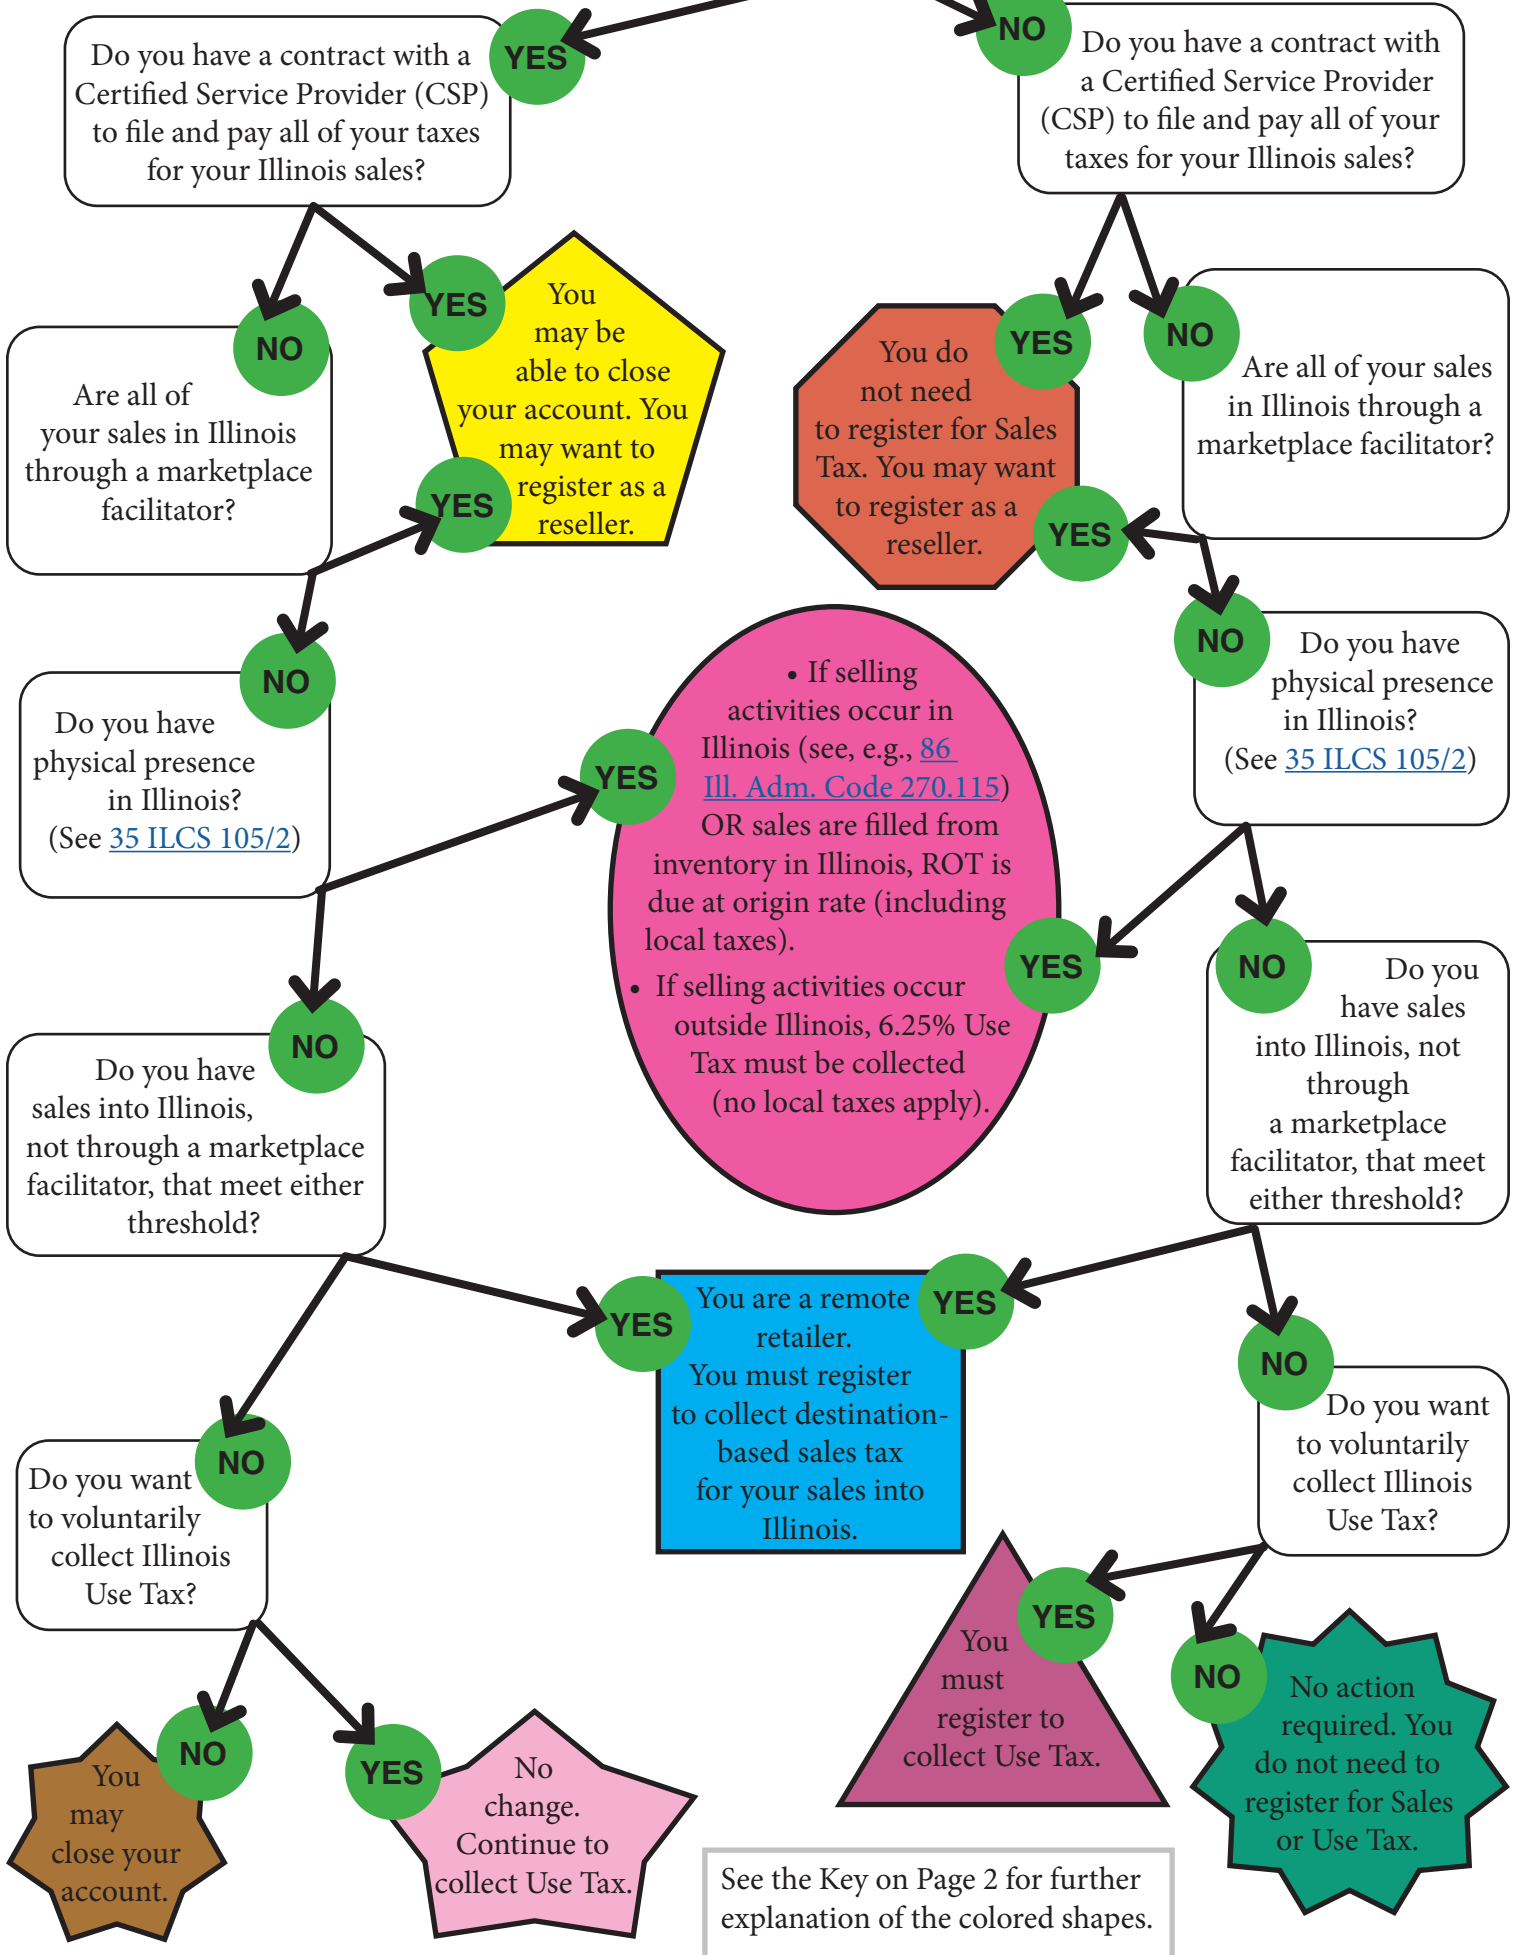 YES
Do you have a contract with a
Certified Service Provider (CSP)
to file and pay all of your taxes
for your Illinois sales?
NO
Do you have a contract with
a Certified Service Provider
(CSP) to file and pay all of your
taxes for your Illinois sales?
NO
Are all of
your sales in Illinois
through a marketplace
facilitator?
YES
You
may be
able to close
your account. You
may want to
register as a
reseller.
YES
YES
You do
not need
to register for Sales
Tax. You may want
to register as a
reseller.
YES
NO
Are all of your sales
in Illinois through a
marketplace facilitator?
NO
Do you have
physical presence
in Illinois?
(See 35 ILCS 105/2)
YES
• If selling
activities occur in
Illinois (see, e.g., 86
Ill. Adm. Code 270.115)
OR sales are filled from
inventory in Illinois, ROT is
due at origin rate (including
local taxes).
• If selling activities occur
outside Illinois, 6.25% Use
Tax must be collected
(no local taxes apply).
YES
NO
Do you have
physical presence
in Illinois?
(See 35 ILCS 105/2)
NO
Do you have
sales into Illinois,
not through a marketplace
facilitator, that meet either
threshold?
NO
Do you
have sales
into Illinois, not
through
a marketplace
facilitator, that meet
either threshold?
YES
You are a remote
retailer.
You must register
to collect destination-
based sales tax
for your sales into
Illinois.
YES
NO
Do you want
to voluntarily
collect Illinois
Use Tax?
NO
Do you want
to voluntarily
collect Illinois
Use Tax?
NO
You
may
close your
account.
YES
No
change.
Continue to
collect Use Tax.
YES
You
must
register to
collect Use Tax.
NO
No action
required. You
do not need to
register for Sales
or Use Tax.
See the Key on Page 2 for further
explanation of the colored shapes.